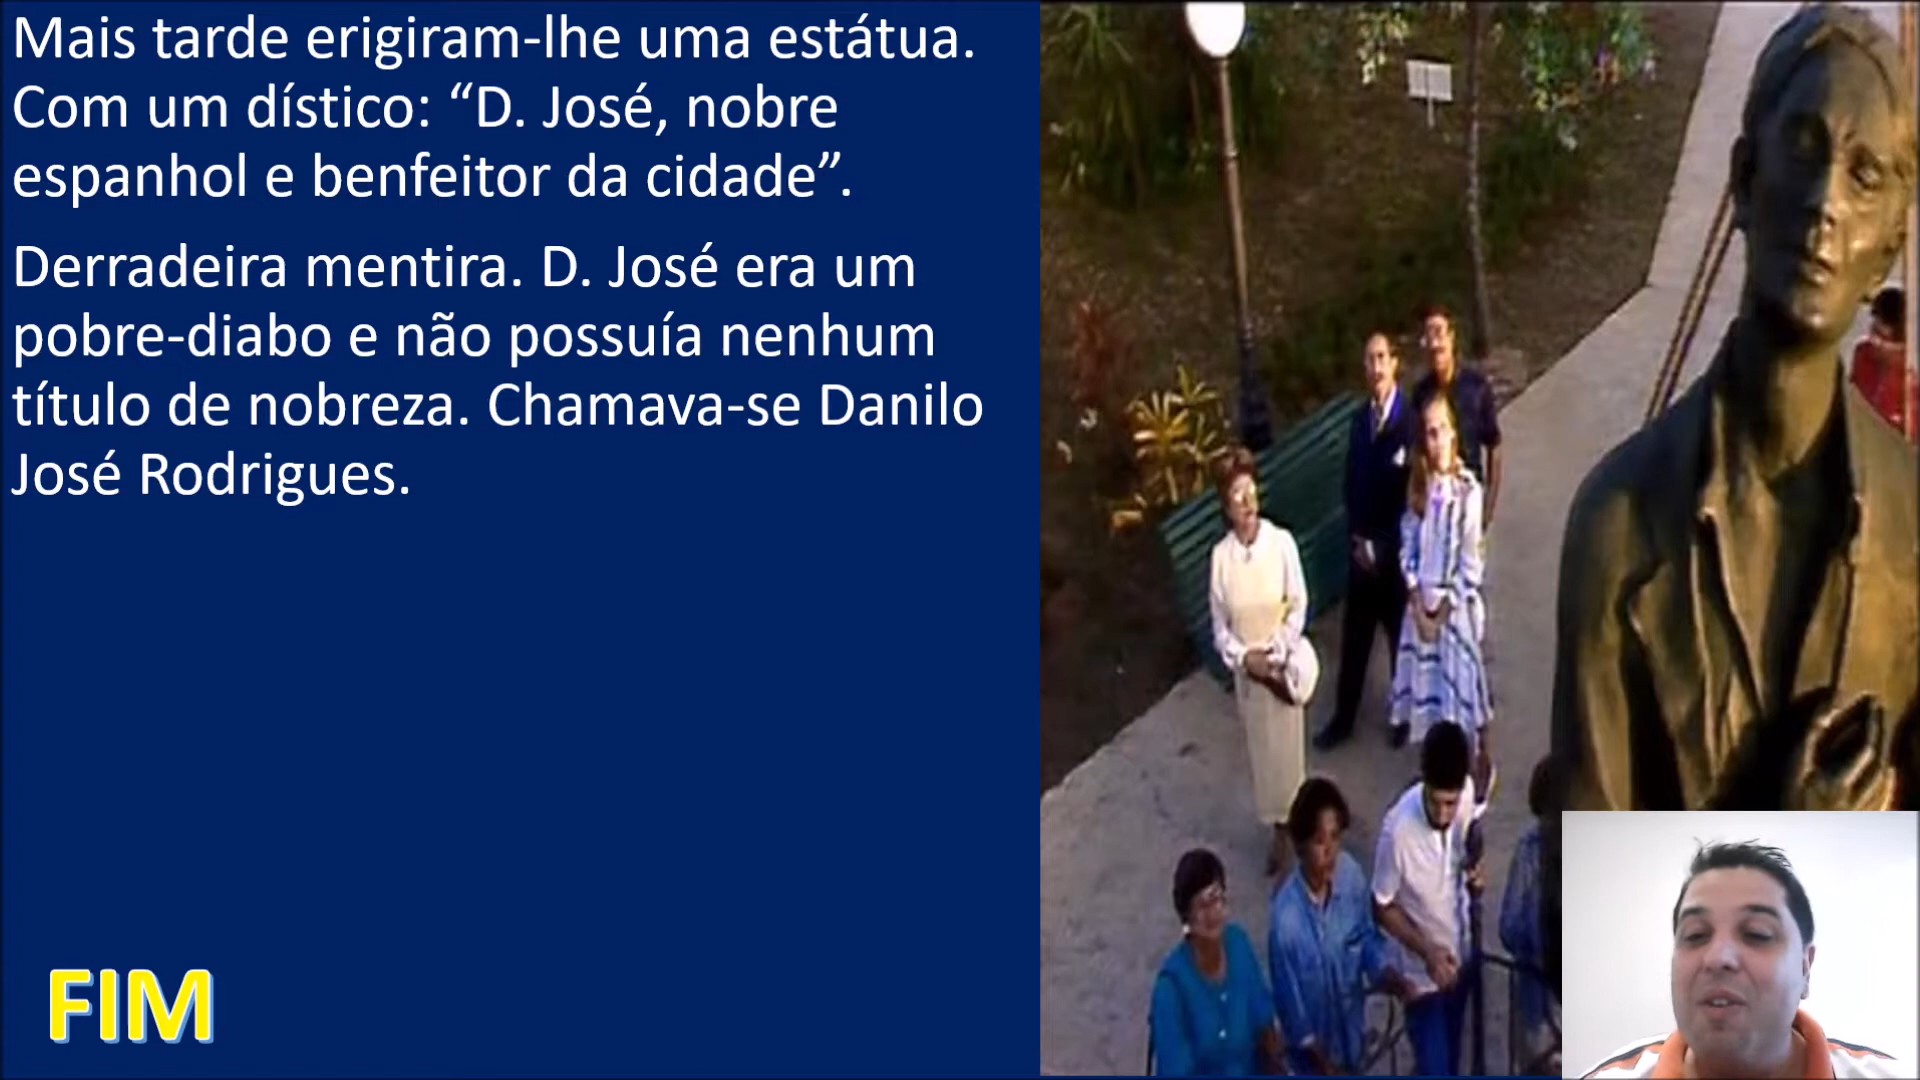 Mais tarde erigiram-lhe uma estátua.
Com um dístico: “D. José, nobre
espanhol e benfeitor da cidade”.
Derradeira mentira. D. José era um
pobre-diabo e não possuía nenhum
título de nobreza. Chamava-se Danilo
José Rodrigues.
FIM